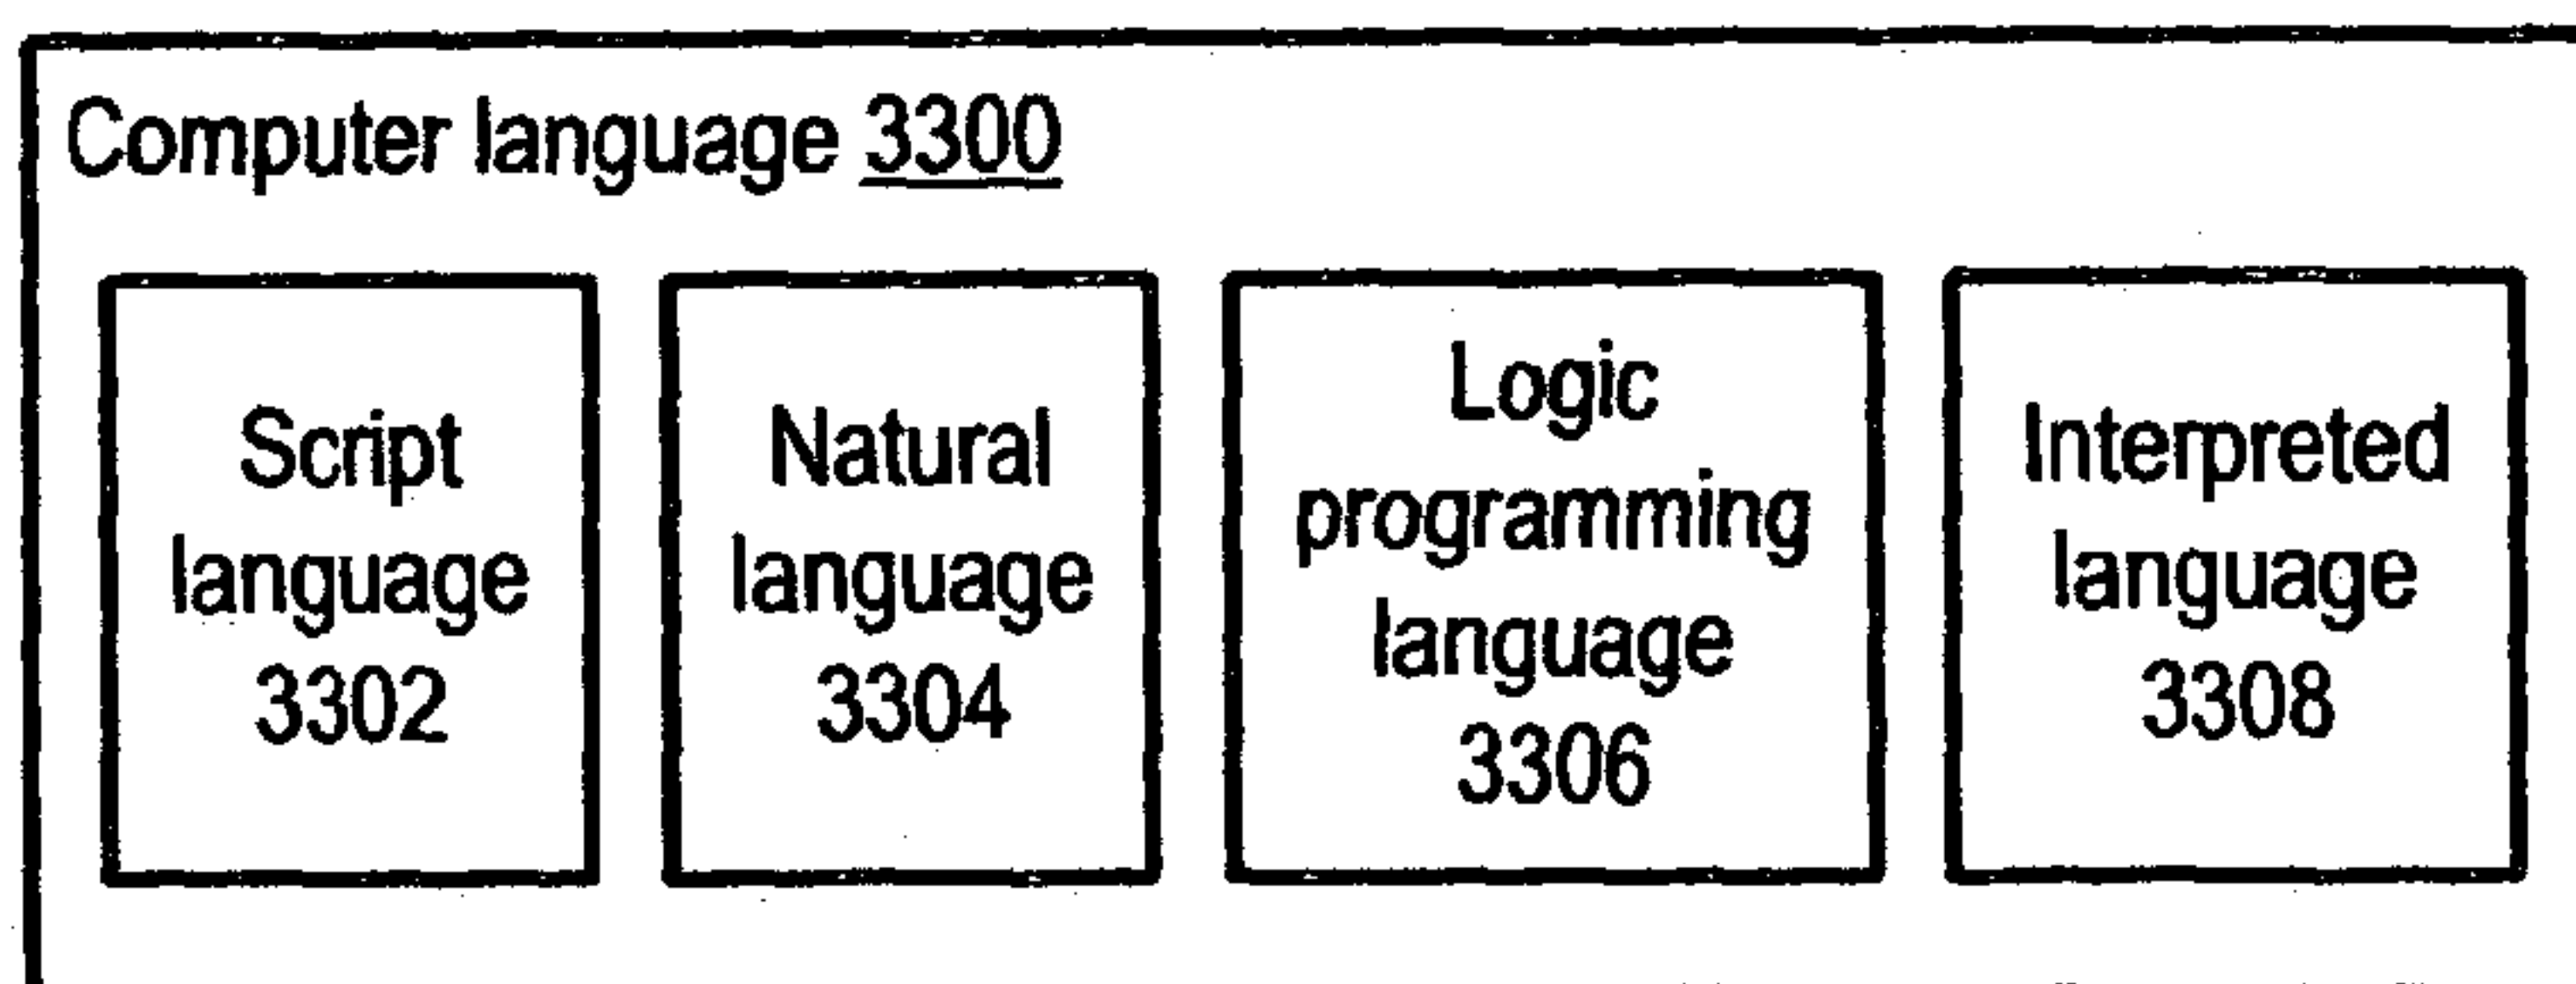 Computer language 3300
Script
language
3302
Natural
language
3304
Logic
programming
language
3306
Interpreted
language
3308